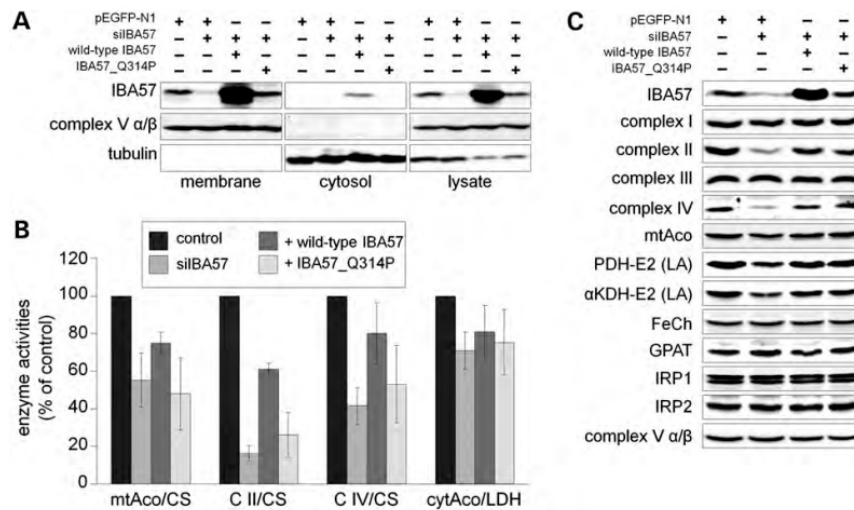 A
pEGFP-N1 + + - - + + - - + + - -
siIBA57 - + + + - + + + - + + +
wild-type IBA57 - - + - - - + - - - + -
IBA57_Q314P - - - + - - - + - - - +
IBA57
complex V α/β
tubulin
membrane cytosol lysate
B
control
siIBA57
+ wild-type IBA57
+ IBA57_Q314P
enzyme activities
(% of control)
120
100
80
60
40
20
0
mtAco/CS C II/CS C IV/CS cytAco/LDH
C
pEGFP-N1 + + - -
siIBA57 - + + +
wild-type IBA57 - - + -
IBA57_Q314P - - - +
IBA57
complex I
complex II
complex III
complex IV
mtAco
PDH-E2 (LA)
αKDH-E2 (LA)
FeCh
GPAT
IRP1
IRP2
complex V α/β